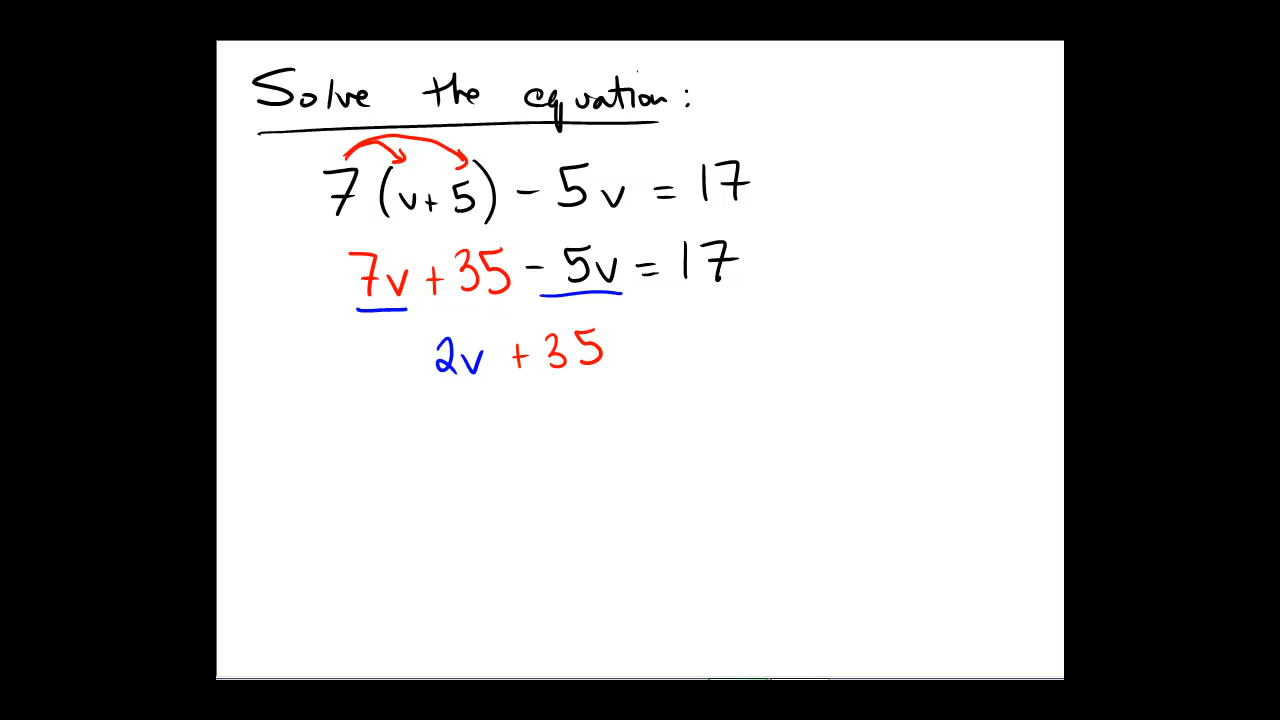 Solve the equation:
7(v+5) - 5v = 17
7v + 35 - 5v = 17
2v + 35